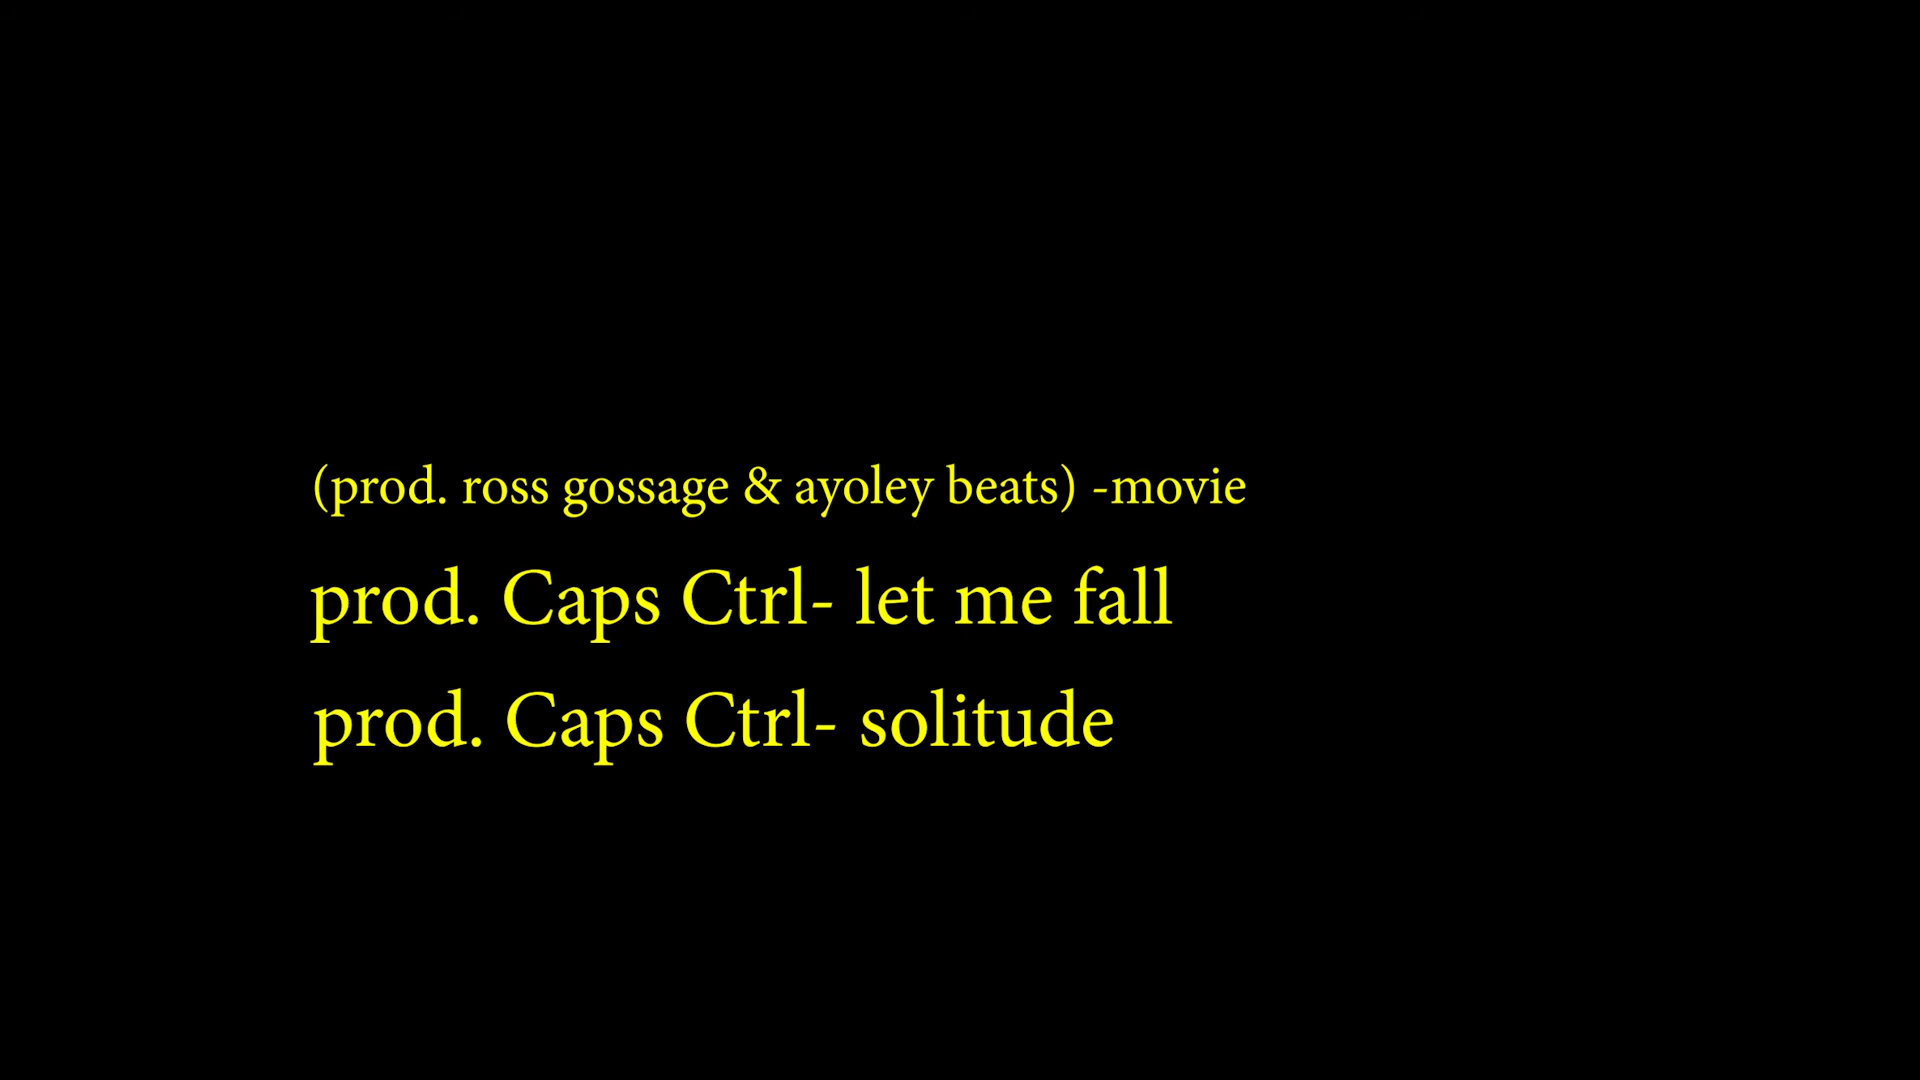 (prod. ross gossage & ayoley beats) -movie
prod. Caps Ctrl- let me fall
prod. Caps Ctrl- solitude